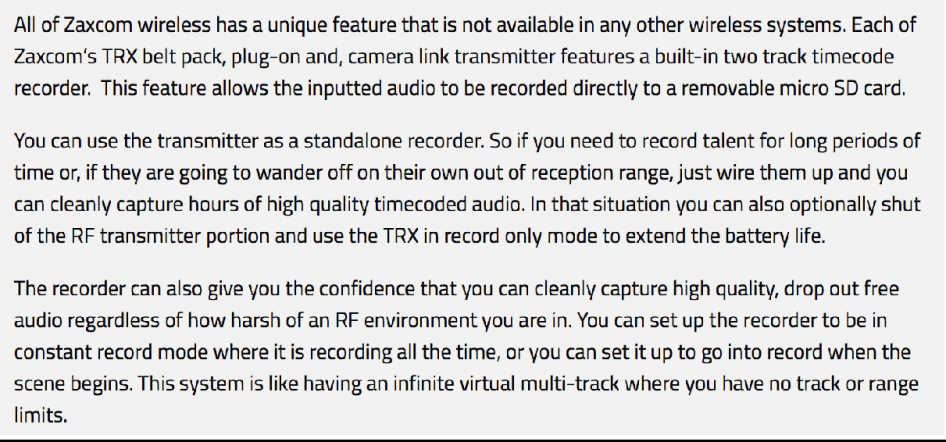 All of Zaxcom wireless has a unique feature that is not available in any other wireless systems. Each of
Zaxcom's TRX belt pack, plug-on and, camera link transmitter features a built-in two track timecode
recorder.  This feature allows the inputted audio to be recorded directly to a removable micro SD card.
You can use the transmitter as a standalone recorder. So if you need to record talent for long periods of
time or, if they are going to wander off on their own out of reception range, just wire them up and you
can cleanly capture hours of high quality timecoded audio. In that situation you can also optionally shut
of the RF transmitter portion and use the TRX in record only mode to extend the battery life.
The recorder can also give you the confidence that you can cleanly capture high quality, drop out free
audio regardless of how harsh of an RF environment you are in. You can set up the recorder to be in
constant record mode where it is recording all the time, or you can set it up to go into record when the
scene begins. This system is like having an infinite virtual multi-track where you have no track or range
limits.